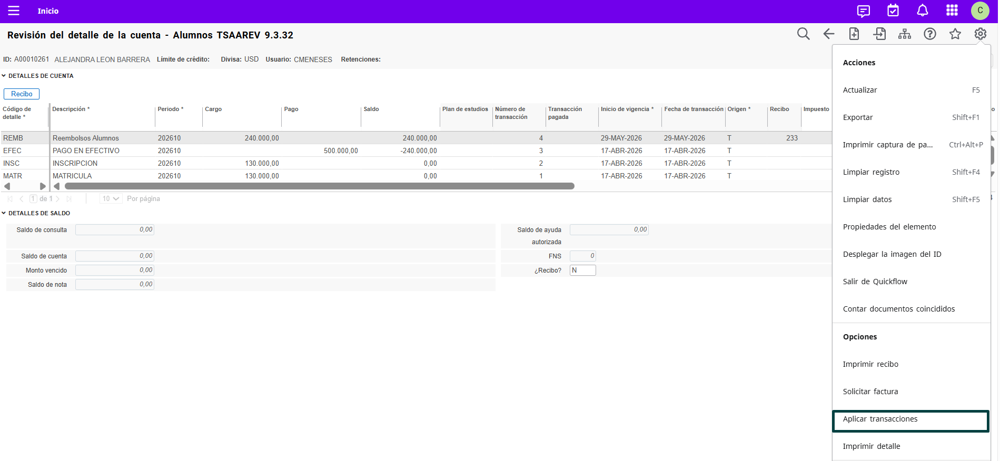 Inicio
C
Revisión del detalle de la cuenta - Alumnos TSAAREV 9.3.32
ID: A00010261 ALEJANDRA LEON BARRERA Límite de crédito: Divisa: USD Usuario: CMENESES Retenciones:
DETALLES DE CUENTA
Recibo
Código de detalle * Descripción * Periodo * Cargo Pago Saldo Plan de estudios Número de transacción Transacción pagada Inicio de vigencia * Fecha de transacción Origen * Recibo Impuesto
REMB Reembolsos Alumnos 202610 240.000,00 240.000,00 4 29-MAY-2026 29-MAY-2026 T 233
EFEC PAGO EN EFECTIVO 202610 500.000,00 -240.000,00 3 17-ABR-2026 17-ABR-2026 T
INSC INSCRIPCION 202610 130.000,00 0,00 2 17-ABR-2026 17-ABR-2026 T
MATR MATRICULA 202610 130.000,00 0,00 1 17-ABR-2026 17-ABR-2026 T
1 de 1 10 Por página
DETALLES DE SALDO
Saldo de consulta 0,00
Saldo de cuenta 0,00
Monto vencido 0,00
Saldo de nota 0,00
Saldo de ayuda autorizada 0,00
FNS 0
¿Recibo? N
Acciones
Actualizar F5
Exportar Shift+F1
Imprimir captura de pa... Ctrl+Alt+P
Limpiar registro Shift+F4
Limpiar datos Shift+F5
Propiedades del elemento
Desplegar la imagen del ID
Salir de Quickflow
Contar documentos coincididos
Opciones
Imprimir recibo
Solicitar factura
Aplicar transacciones
Imprimir detalle